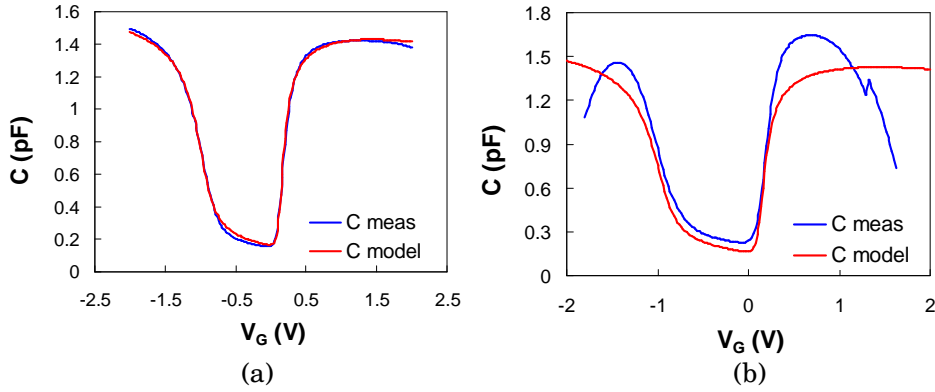 1.6
1.4
1.2
1
0.8
0.6
0.4
0.2
0
C (pF)
C meas
C model
-2.5 -1.5 -0.5 0.5 1.5 2.5
V_G (V)
(a)
1.8
1.5
1.2
0.9
0.6
0.3
0
C (pF)
C meas
C model
-2 -1 0 1 2
V_G (V)
(b)